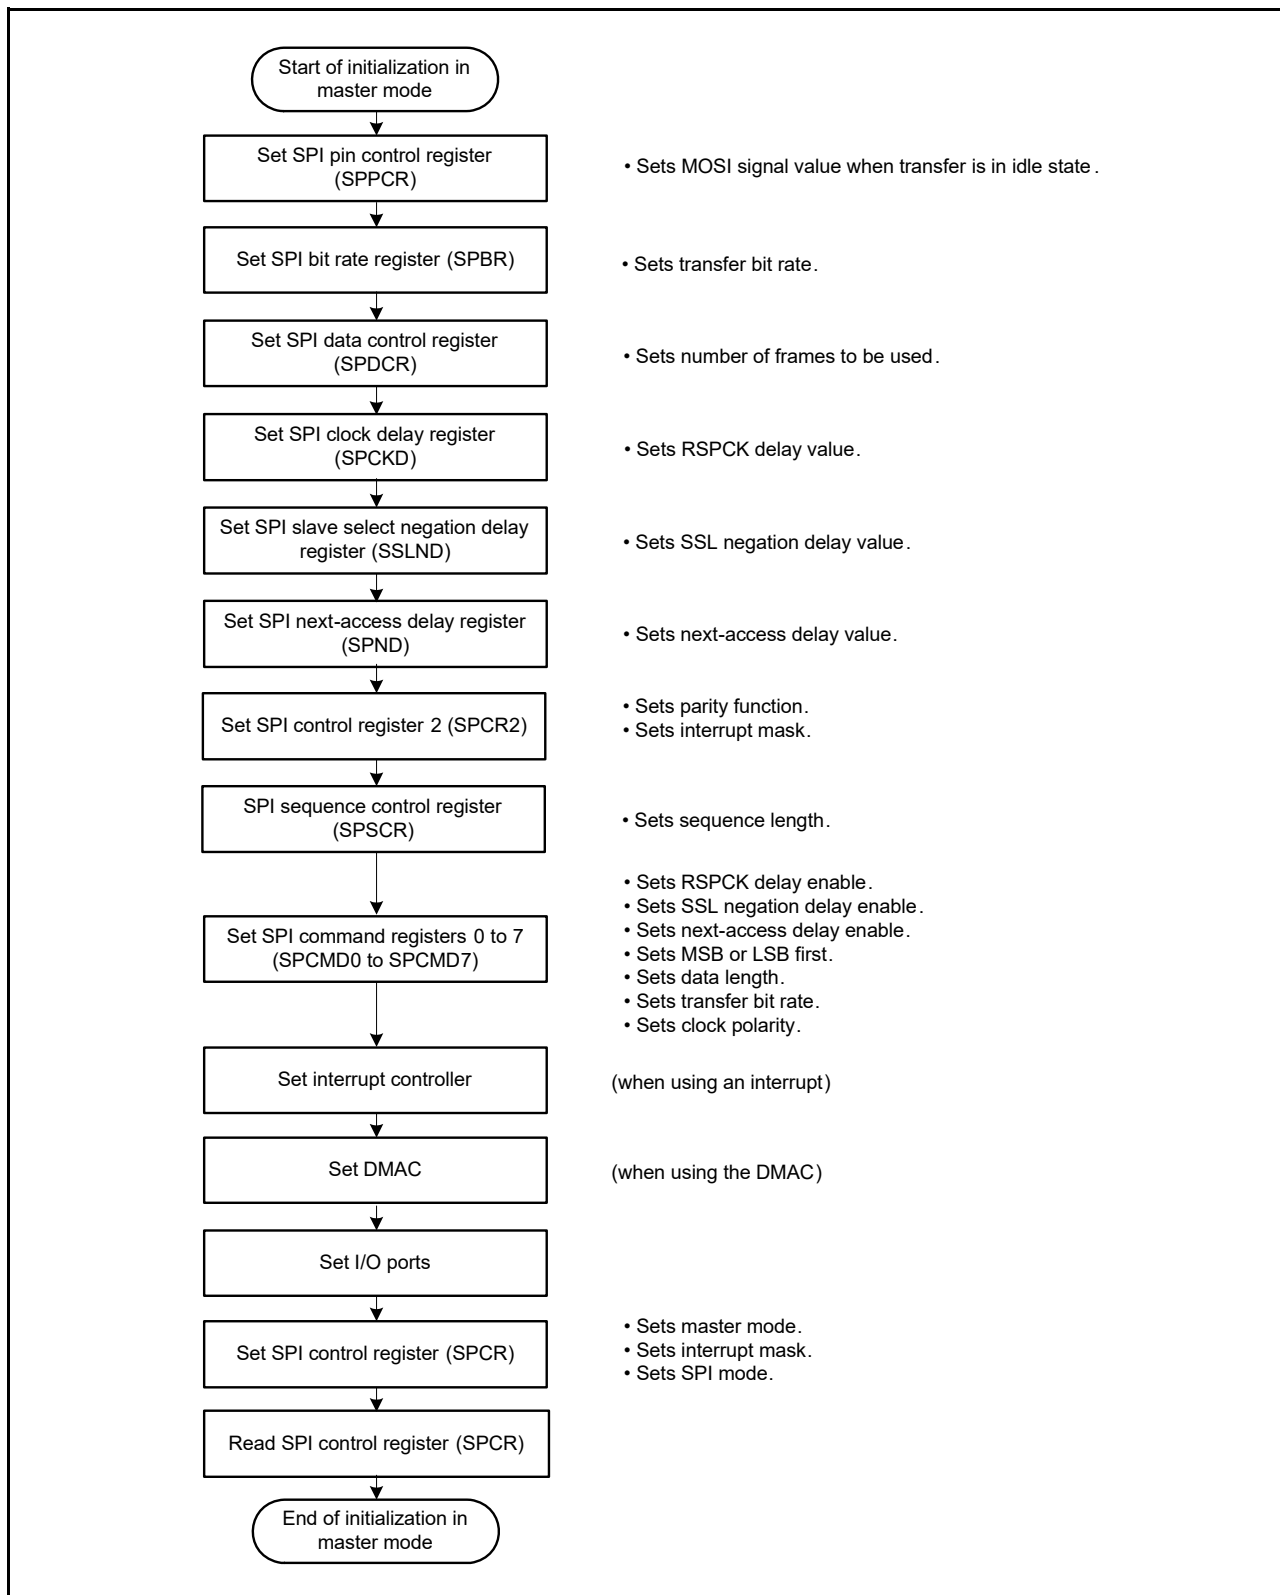 Start of initialization in
master mode
Set SPI pin control register
(SPPCR)
• Sets MOSI signal value when transfer is in idle state.
Set SPI bit rate register (SPBR)
• Sets transfer bit rate.
Set SPI data control register
(SPDCR)
• Sets number of frames to be used.
Set SPI clock delay register
(SPCKD)
• Sets RSPCK delay value.
Set SPI slave select negation delay
register (SSLND)
• Sets SSL negation delay value.
Set SPI next-access delay register
(SPND)
• Sets next-access delay value.
Set SPI control register 2 (SPCR2)
• Sets parity function.
• Sets interrupt mask.
SPI sequence control register
(SPSCR)
• Sets sequence length.
Set SPI command registers 0 to 7
(SPCMD0 to SPCMD7)
• Sets RSPCK delay enable.
• Sets SSL negation delay enable.
• Sets next-access delay enable.
• Sets MSB or LSB first.
• Sets data length.
• Sets transfer bit rate.
• Sets clock polarity.
Set interrupt controller
(when using an interrupt)
Set DMAC
(when using the DMAC)
Set I/O ports
Set SPI control register (SPCR)
• Sets master mode.
• Sets interrupt mask.
• Sets SPI mode.
Read SPI control register (SPCR)
End of initialization in
master mode